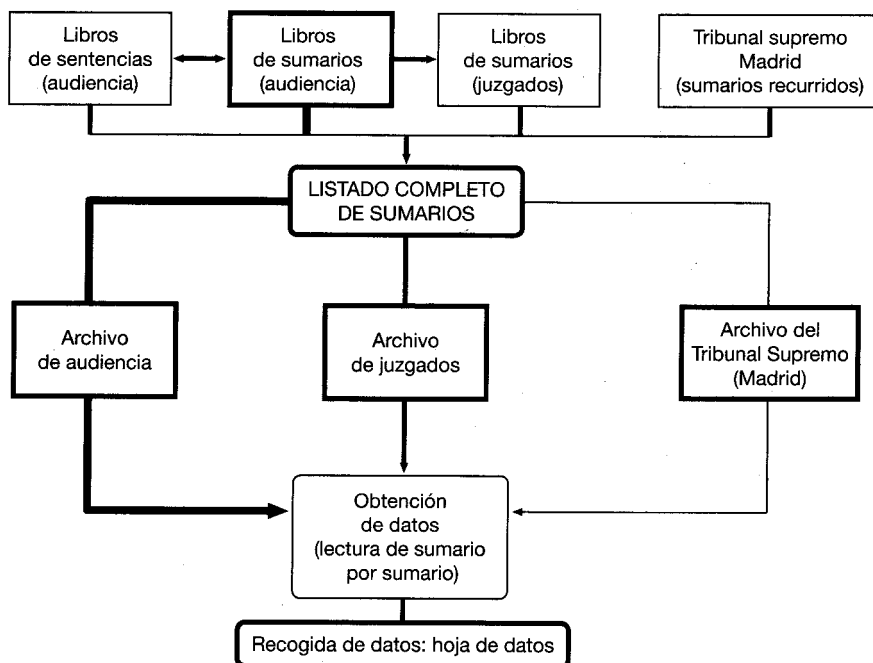 Libros
de sentencias
(audiencia)
Libros
de sumarios
(audiencia)
Libros
de sumarios
(juzgados)
Tribunal supremo
Madrid
(sumarios recurridos)
LISTADO COMPLETO
DE SUMARIOS
Archivo
de audiencia
Archivo
de juzgados
Archivo del
Tribunal Supremo
(Madrid)
Obtención
de datos
(lectura de sumario
por sumario)
Recogida de datos: hoja de datos